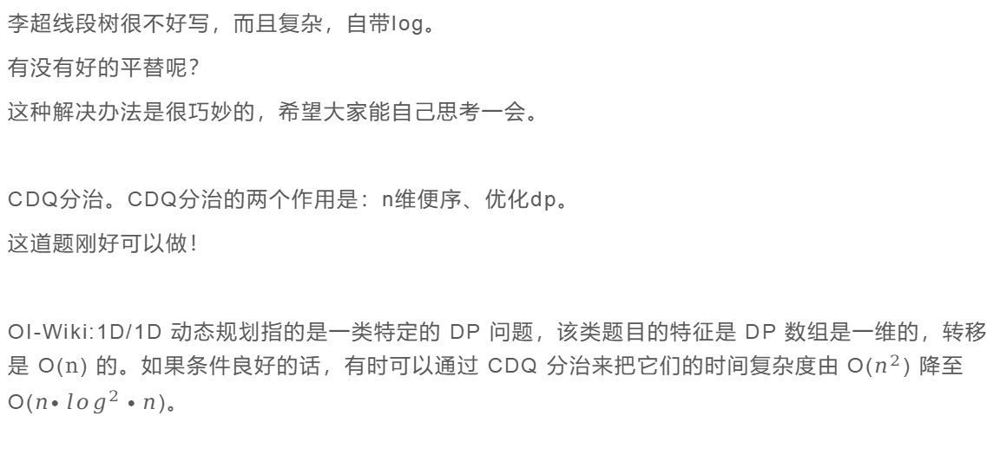 李超线段树很不好写，而且复杂，自带log。
有没有好的平替呢？
这种解决办法是很巧妙的，希望大家能自己思考一会。
CDQ分治。CDQ分治的两个作用是：n维便序、优化dp。
这道题刚好可以做！
OI-Wiki:1D/1D 动态规划指的是一类特定的 DP 问题，该类题目的特征是 DP 数组是一维的，转移
是 O(n) 的。如果条件良好的话，有时可以通过 CDQ 分治来把它们的时间复杂度由 O(n²) 降至
O(n• log² • n)。